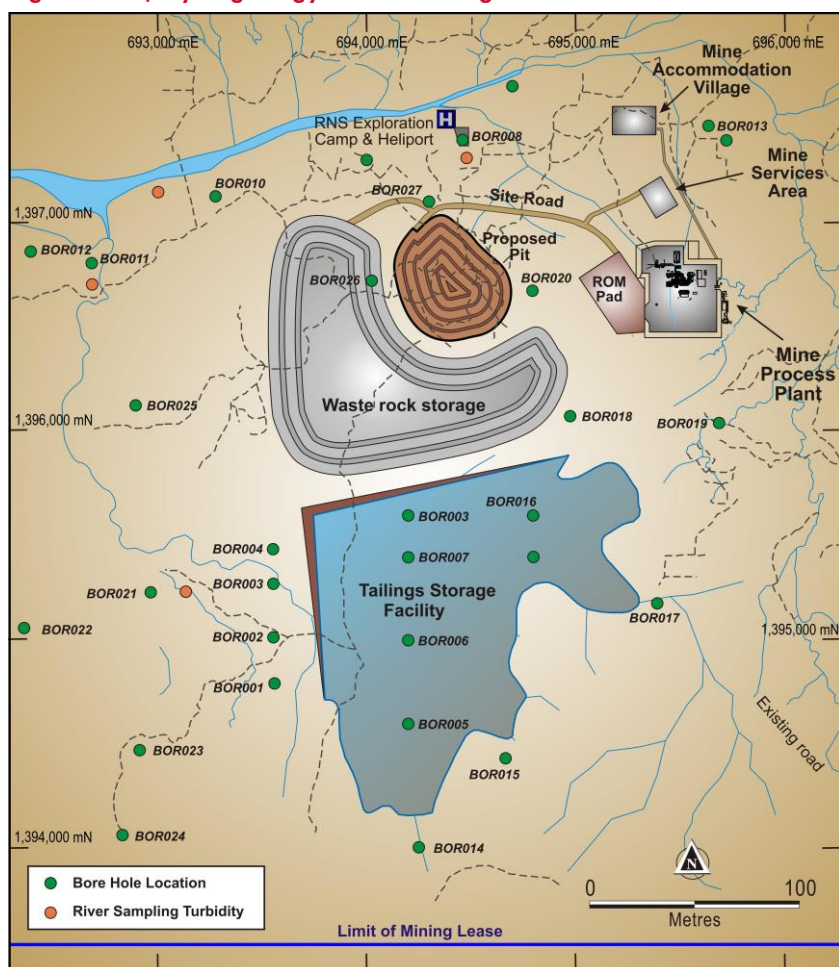 693,000 mE
694,000 mE
695,000 mE
696,000 mE
Mine
Accommodation
Village
RNS Exploration
Camp & Heliport
H
BOR008
BOR013
Mine
Services
Area
BOR010
BOR027
Site Road
1,397,000 mN
Proposed
Pit
BOR012
BOR011
BOR026
BOR020
ROM
Pad
Mine
Process
Plant
Waste rock storage
BOR025
1,396,000 mN
BOR018
BOR019
BOR003
BOR016
BOR004
BOR007
BOR003
BOR021
Tailings Storage
Facility
BOR017
BOR022
BOR002
BOR006
1,395,000 mN
BOR001
BOR005
Existing road
BOR023
BOR015
BOR024
1,394,000 mN
BOR014
N
Bore Hole Location
River Sampling Turbidity
0
100
Metres
Limit of Mining Lease